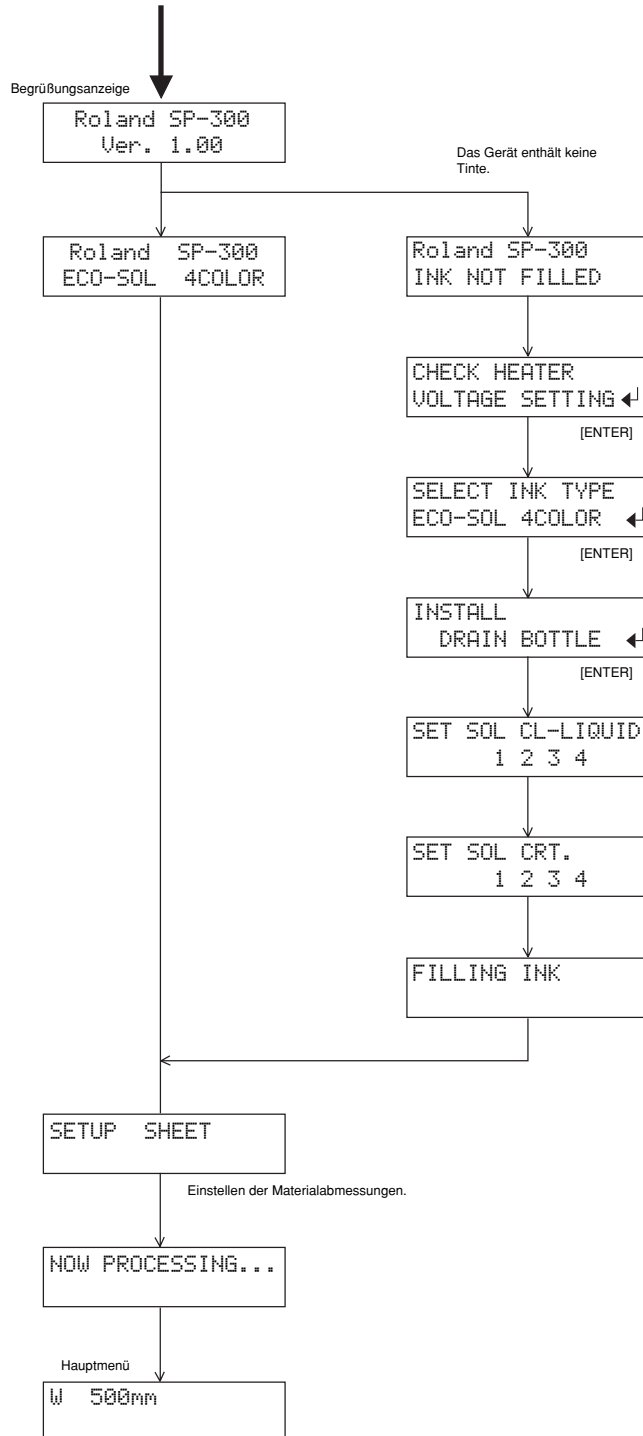 Begrüßungsanzeige
Roland SP-300
Ver. 1.00
Das Gerät enthält keine
Tinte.
Roland SP-300
ECO-SOL 4COLOR
Roland SP-300
INK NOT FILLED
CHECK HEATER
VOLTAGE SETTING
[ENTER]
SELECT INK TYPE
ECO-SOL 4COLOR
[ENTER]
INSTALL
DRAIN BOTTLE
[ENTER]
SET SOL CL-LIQUID
1 2 3 4
SET SOL CRT.
1 2 3 4
FILLING INK
SETUP SHEET
Einstellen der Materialabmessungen.
NOW PROCESSING...
Hauptmenü
W 500mm